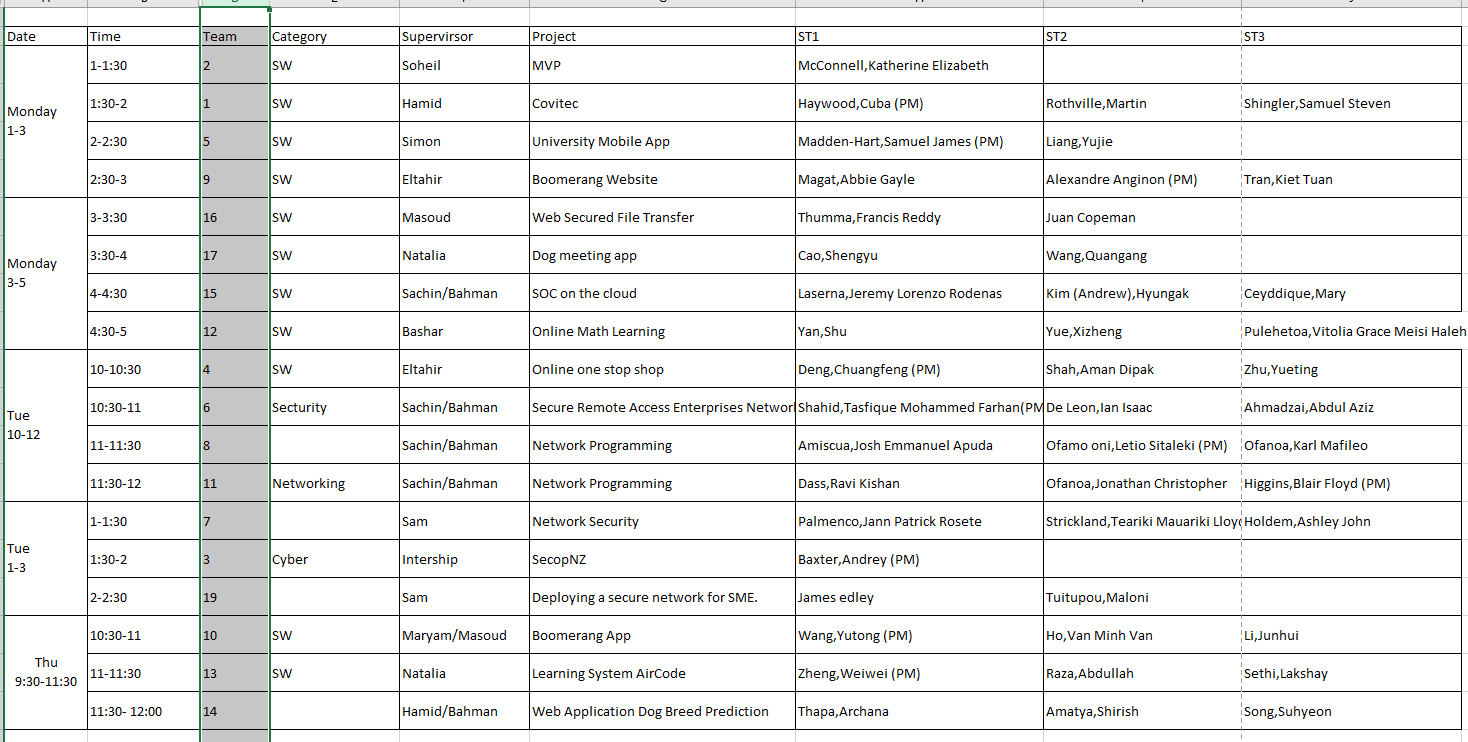 Date Time Team Category Supervirsor Project ST1 ST2 ST3
Monday 1-3
1-1:30 2 SW Soheil MVP McConnell,Katherine Elizabeth
1:30-2 1 SW Hamid Covitec Haywood,Cuba (PM) Rothville,Martin Shingler,Samuel Steven
2-2:30 5 SW Simon University Mobile App Madden-Hart,Samuel James (PM) Liang,Yujie
2:30-3 9 SW Eltahir Boomerang Website Magat,Abbie Gayle Alexandre Anginon (PM) Tran,Kiet Tuan
Monday 3-5
3-3:30 16 SW Masoud Web Secured File Transfer Thumma,Francis Reddy Juan Copeman
3:30-4 17 SW Natalia Dog meeting app Cao,Shengyu Wang,Quangang
4-4:30 15 SW Sachin/Bahman SOC on the cloud Laserna,Jeremy Lorenzo Rodenas Kim (Andrew),Hyungak Ceyddique,Mary
4:30-5 12 SW Bashar Online Math Learning Yan,Shu Yue,Xizheng Pulehetoa,Vitolia Grace Meisi Haleh
Tue 10-12
10-10:30 4 SW Eltahir Online one stop shop Deng,Chuangfeng (PM) Shah,Aman Dipak Zhu,Yueting
10:30-11 6 Secturity Sachin/Bahman Secure Remote Access Enterprises Networ Shahid,Tasfique Mohammed Farhan(PM De Leon,Ian Isaac Ahmadzai,Abdul Aziz
11-11:30 8 Sachin/Bahman Network Programming Amiscua,Josh Emmanuel Apuda Ofamo oni,Letio Sitaleki (PM) Ofanoa,Karl Mafileo
11:30-12 11 Networking Sachin/Bahman Network Programming Dass,Ravi Kishan Ofanoa,Jonathan Christopher Higgins,Blair Floyd (PM)
Tue 1-3
1-1:30 7 Sam Network Security Palmenco,Jann Patrick Rosete Strickland,Teariki Mauariki Lloy Holdem,Ashley John
1:30-2 3 Cyber Intership SecopNZ Baxter,Andrey (PM)
2-2:30 19 Sam Deploying a secure network for SME. James edley Tuitupou,Maloni
Thu 9:30-11:30
10:30-11 10 SW Maryam/Masoud Boomerang App Wang,Yutong (PM) Ho,Van Minh Van Li,Junhui
11-11:30 13 SW Natalia Learning System AirCode Zheng,Weiwei (PM) Raza,Abdullah Sethi,Lakshay
11:30- 12:00 14 Hamid/Bahman Web Application Dog Breed Prediction Thapa,Archana Amatya,Shirish Song,Suhyeon